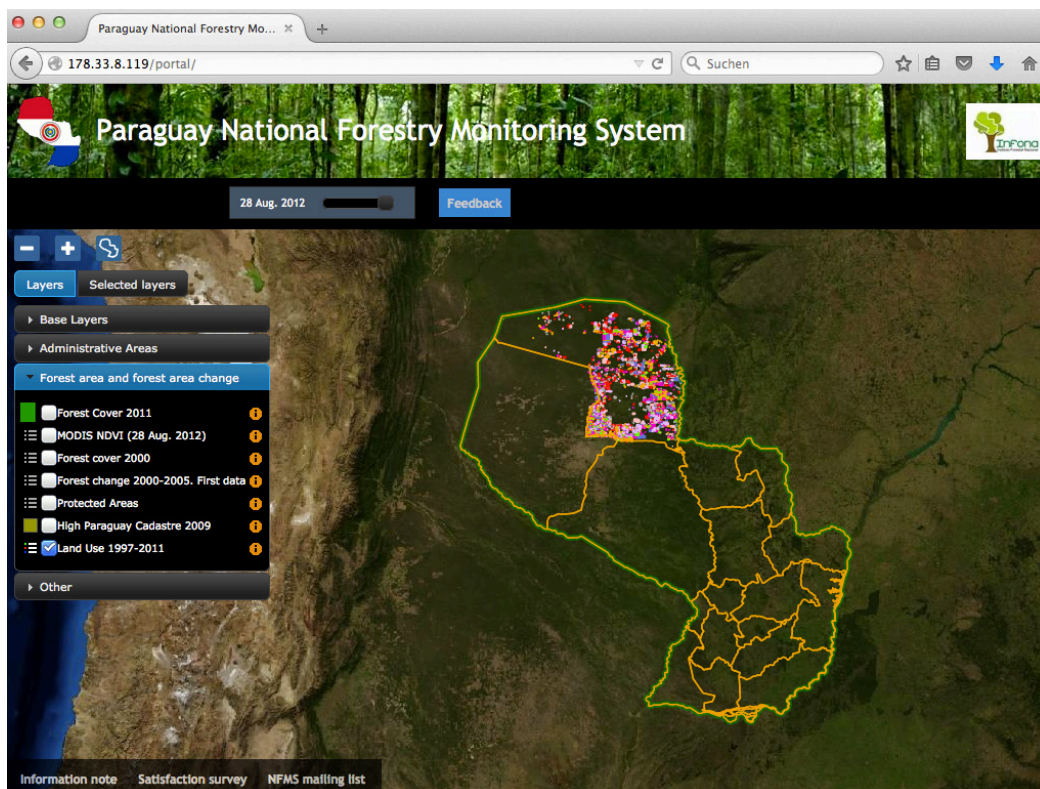 Paraguay National Forestry Mo...
178.33.8.119/portal/
Suchen
Paraguay National Forestry Monitoring System
Infona
28 Aug. 2012
Feedback
Layers
Selected layers
Base Layers
Administrative Areas
Forest area and forest area change
Forest Cover 2011
MODIS NDVI (28 Aug. 2012)
Forest cover 2000
Forest change 2000-2005. First data
Protected Areas
High Paraguay Cadastre 2009
Land Use 1997-2011
Other
Information note
Satisfaction survey
NFMS mailing list